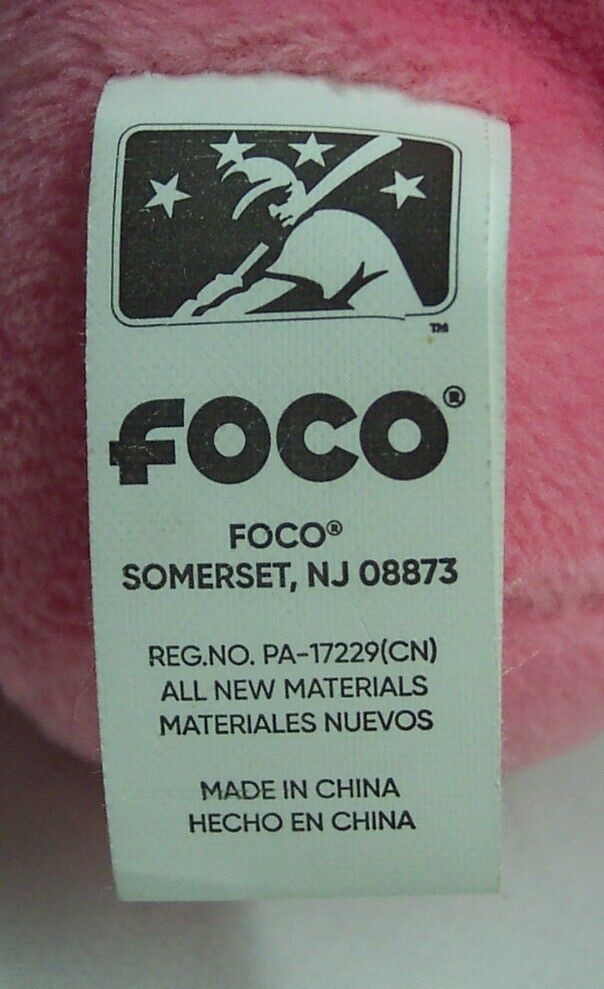 TM
FOCO®
FOCO®
SOMERSET, NJ 08873
REG.NO. PA-17229(CN)
ALL NEW MATERIALS
MATERIALES NUEVOS
MADE IN CHINA
HECHO EN CHINA